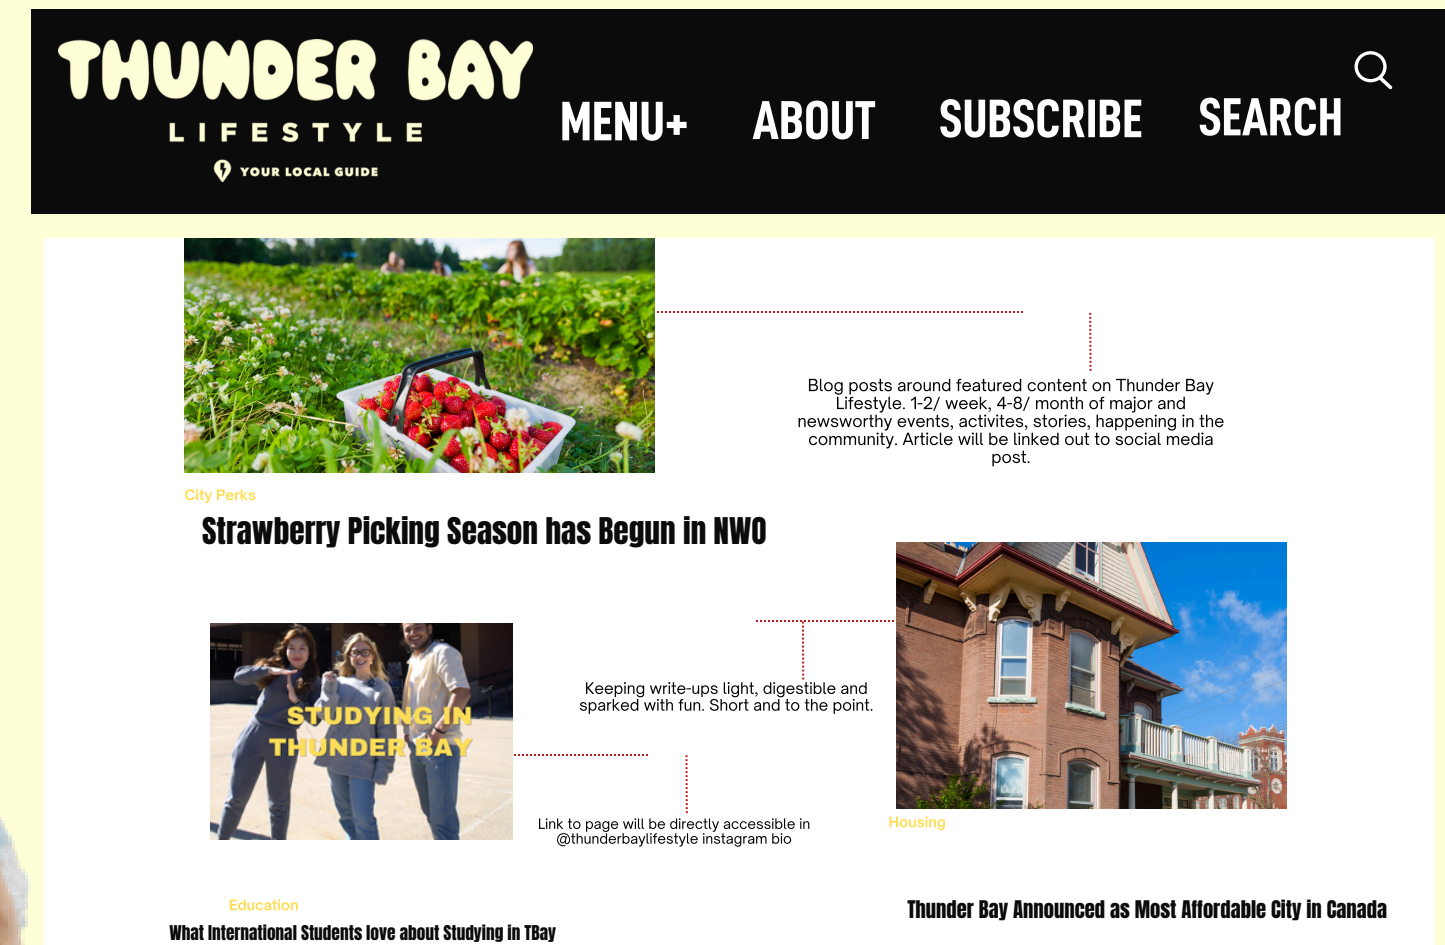 THUNDER BAY
LIFESTYLE
YOUR LOCAL GUIDE
MENU+ ABOUT SUBSCRIBE SEARCH
Blog posts around featured content on Thunder Bay
Lifestyle. 1-2/ week, 4-8/ month of major and
newsworthy events, activites, stories, happening in the
community. Article will be linked out to social media
post.
City Perks
Strawberry Picking Season has Begun in NWO
Keeping write-ups light, digestible and
sparked with fun. Short and to the point.
STUDYING IN
THUNDER BAY
Link to page will be directly accessible in
@thunderbaylifestyle instagram bio
Housing
Thunder Bay Announced as Most Affordable City in Canada
Education
What International Students love about Studying in TBay